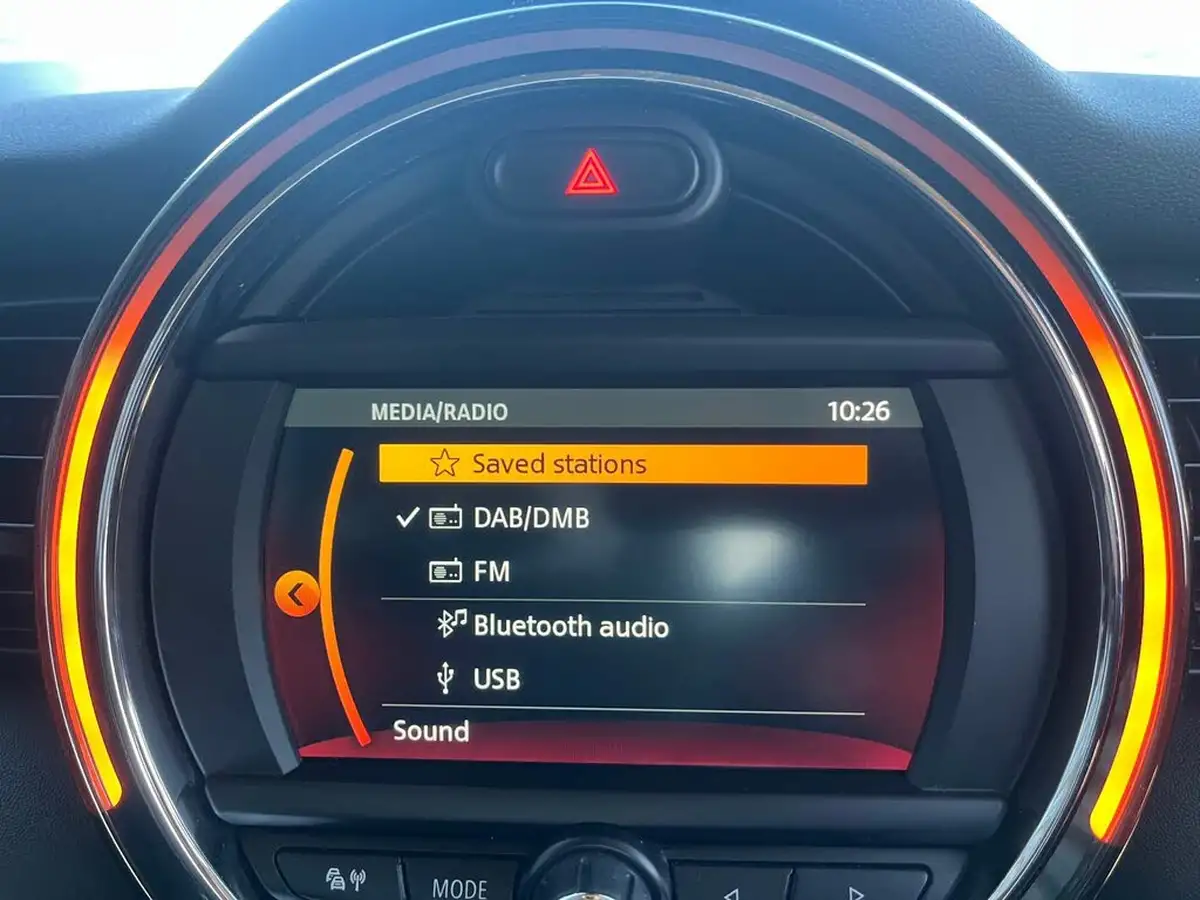 MEDIA/RADIO 10:26
Saved stations
DAB/DMB
FM
Bluetooth audio
USB
Sound
MODE